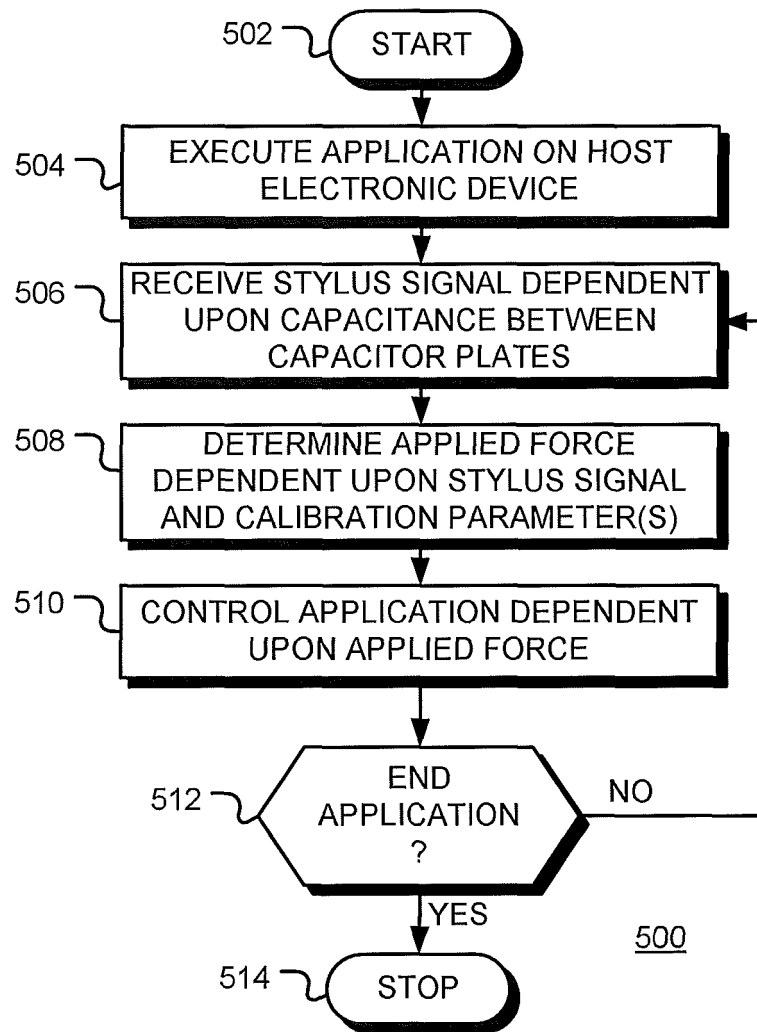 502
START
504
EXECUTE APPLICATION ON HOST
ELECTRONIC DEVICE
506
RECEIVE STYLUS SIGNAL DEPENDENT
UPON CAPACITANCE BETWEEN
CAPACITOR PLATES
508
DETERMINE APPLIED FORCE
DEPENDENT UPON STYLUS SIGNAL
AND CALIBRATION PARAMETER(S)
510
CONTROL APPLICATION DEPENDENT
UPON APPLIED FORCE
512
END
APPLICATION
?
NO
YES
500
514
STOP